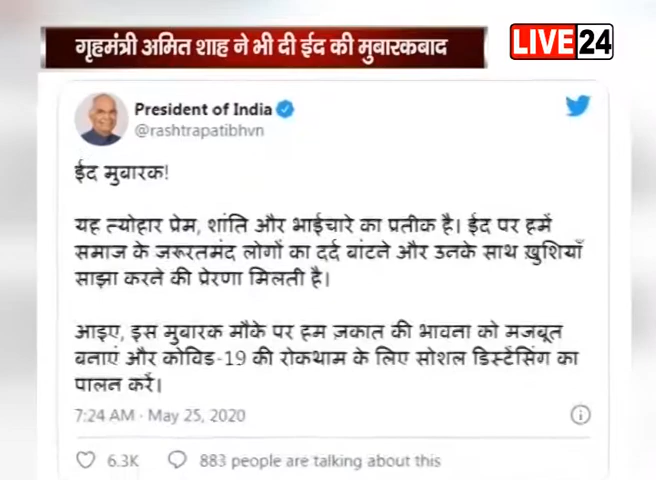 गृहमंत्री अमित शाह ने भी दी ईद की मुबारकबाद
LIVE24
President of India
@rashtrapatibhvn
ईद मुबारक!
यह त्योहार प्रेम, शांति और भाईचारे का प्रतीक है। ईद पर हमें
समाज के जरूरतमंद लोगों का दर्द बांटने और उनके साथ ख़ुशियाँ
साझा करने की प्रेरणा मिलती है।
आइए, इस मुबारक मौके पर हम ज़कात की भावना को मजबूत
बनाएं और कोविड-19 की रोकथाम के लिए सोशल डिस्टेंसिंग का
पालन करें।
7:24 AM · May 25, 2020
6.3K 883 people are talking about this